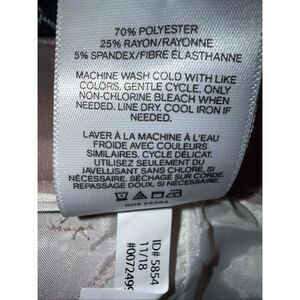 70% POLYESTER
25% RAYON/RAYONNE
5% SPANDEX/FIBRE ÉLASTHANNE
MACHINE WASH COLD WITH LIKE
COLORS. GENTLE CYCLE. ONLY
NON-CHLORINE BLEACH WHEN
NEEDED. LINE DRY. COOL IRON IF
NEEDED.
LAVER À LA MACHINE À L'EAU
FROIDE AVEC COULEURS
SIMILAIRES. CYCLE DÉLICAT.
UTILISEZ SEULEMENT DU
JAVELLISANT SANS CHLORE. SI
NÉCESSAIRE. SÉCHAGE SUR CORDE.
REPASSAGE DOUX. SI NÉCESSAIRE.
ID# 5854
11/18
#0072499